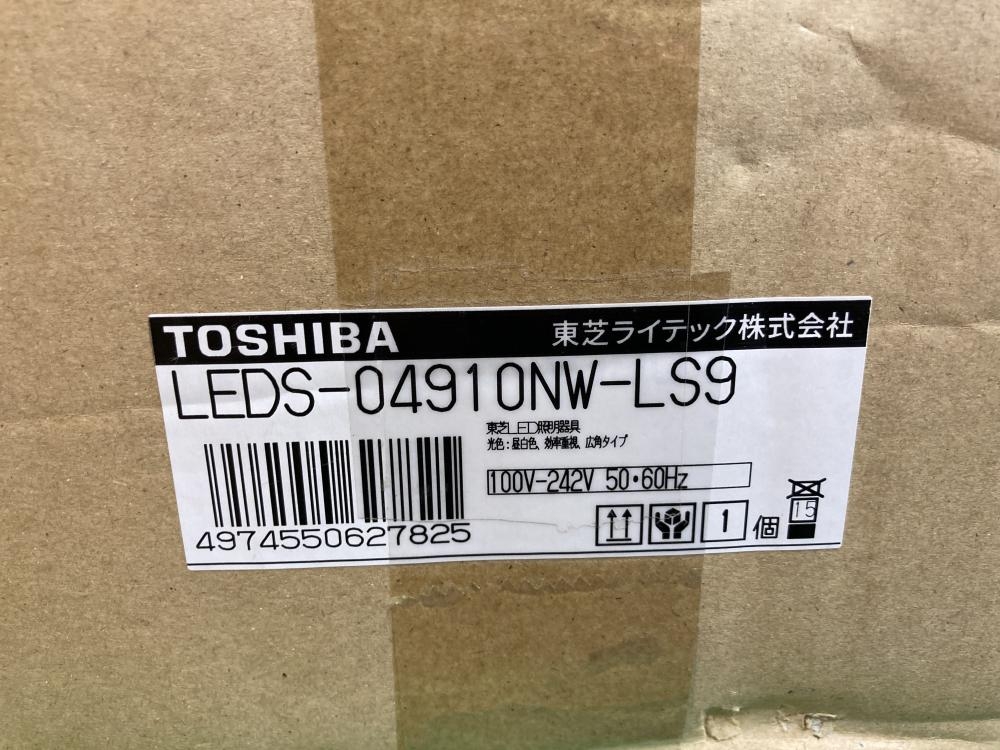 TOSHIBA 東芝ライテック株式会社
LEDS-04910NW-LS9
東芝LED照明器具
光色:昼白色、効率重視、広角タイプ
100V-242V 50・60Hz
4974550627825
1個
15